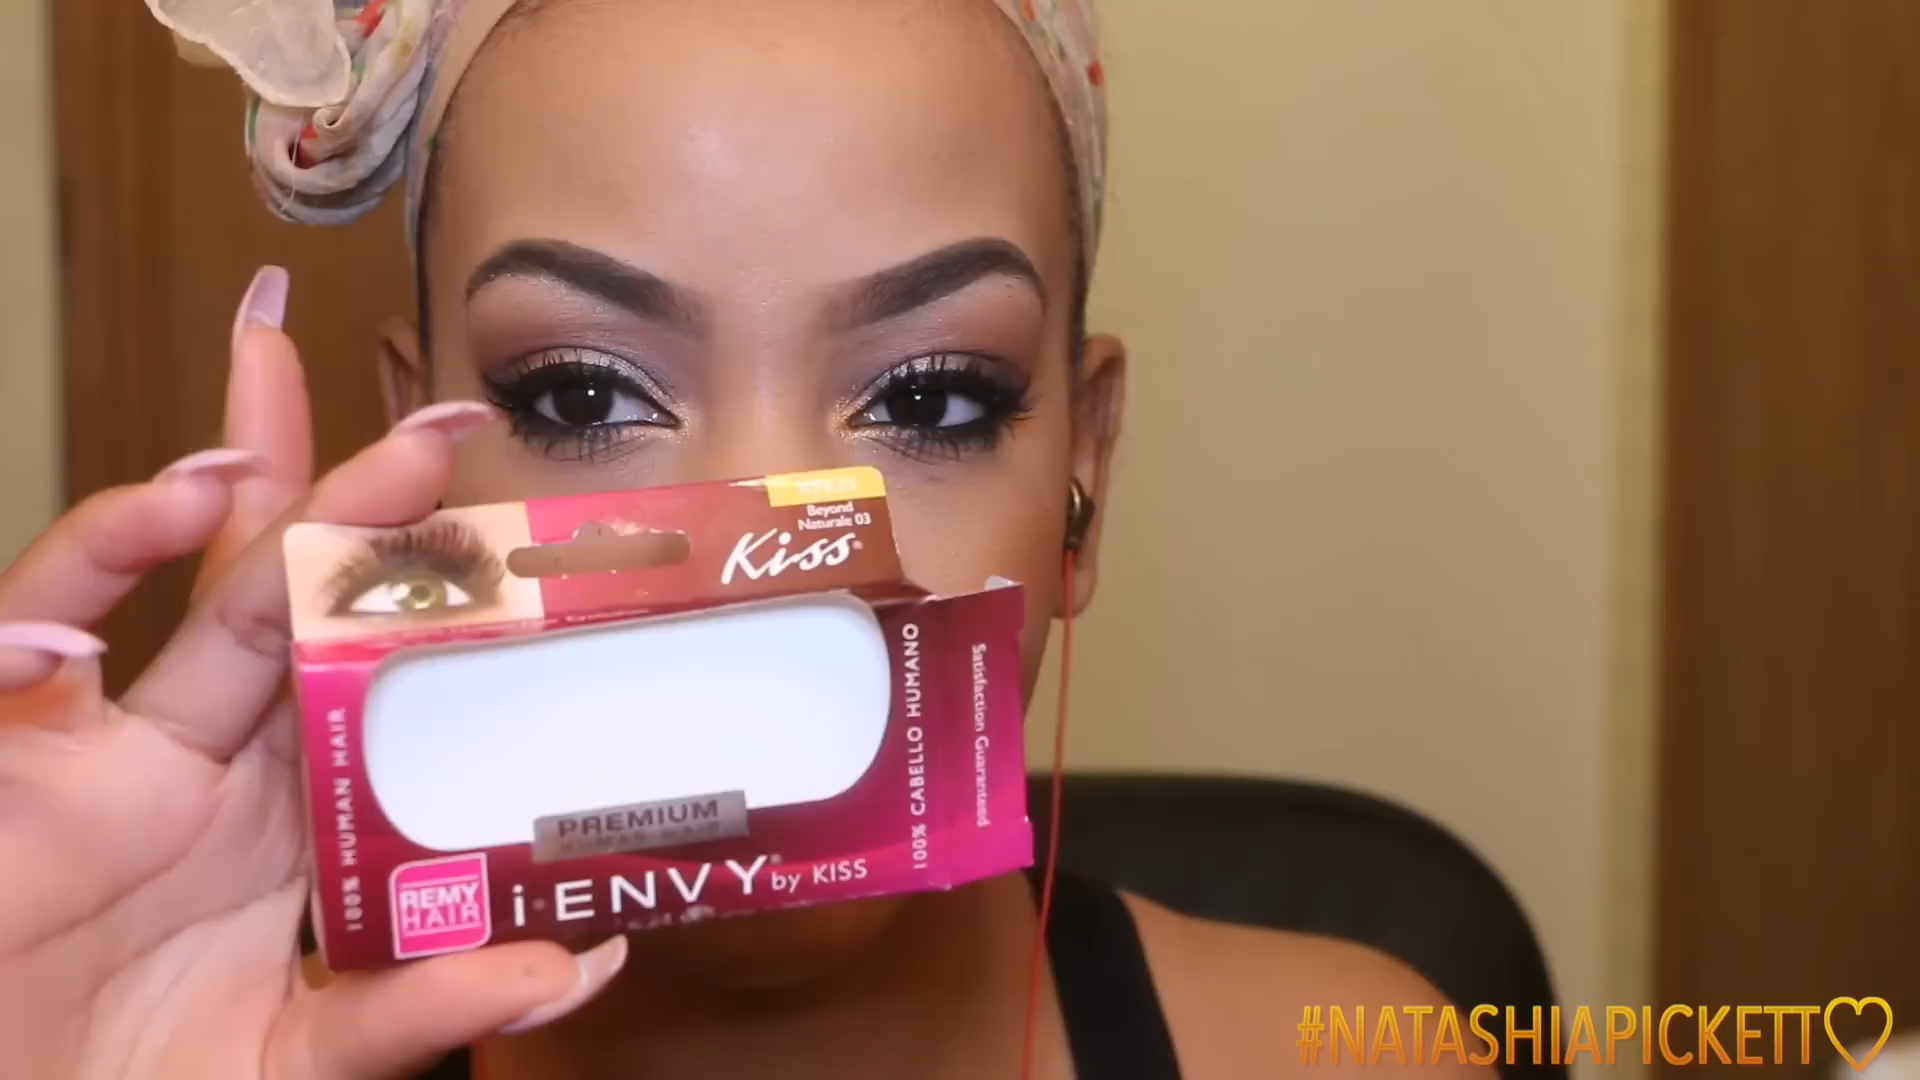 Beyond
Naturale 03
Kiss
100% HUMAN HAIR
100% CABELLO HUMANO
Satisfaction Guaranteed
PREMIUM
REMY
HAIR
i·ENVY® by KISS
#NATASHIAPICKETT♡